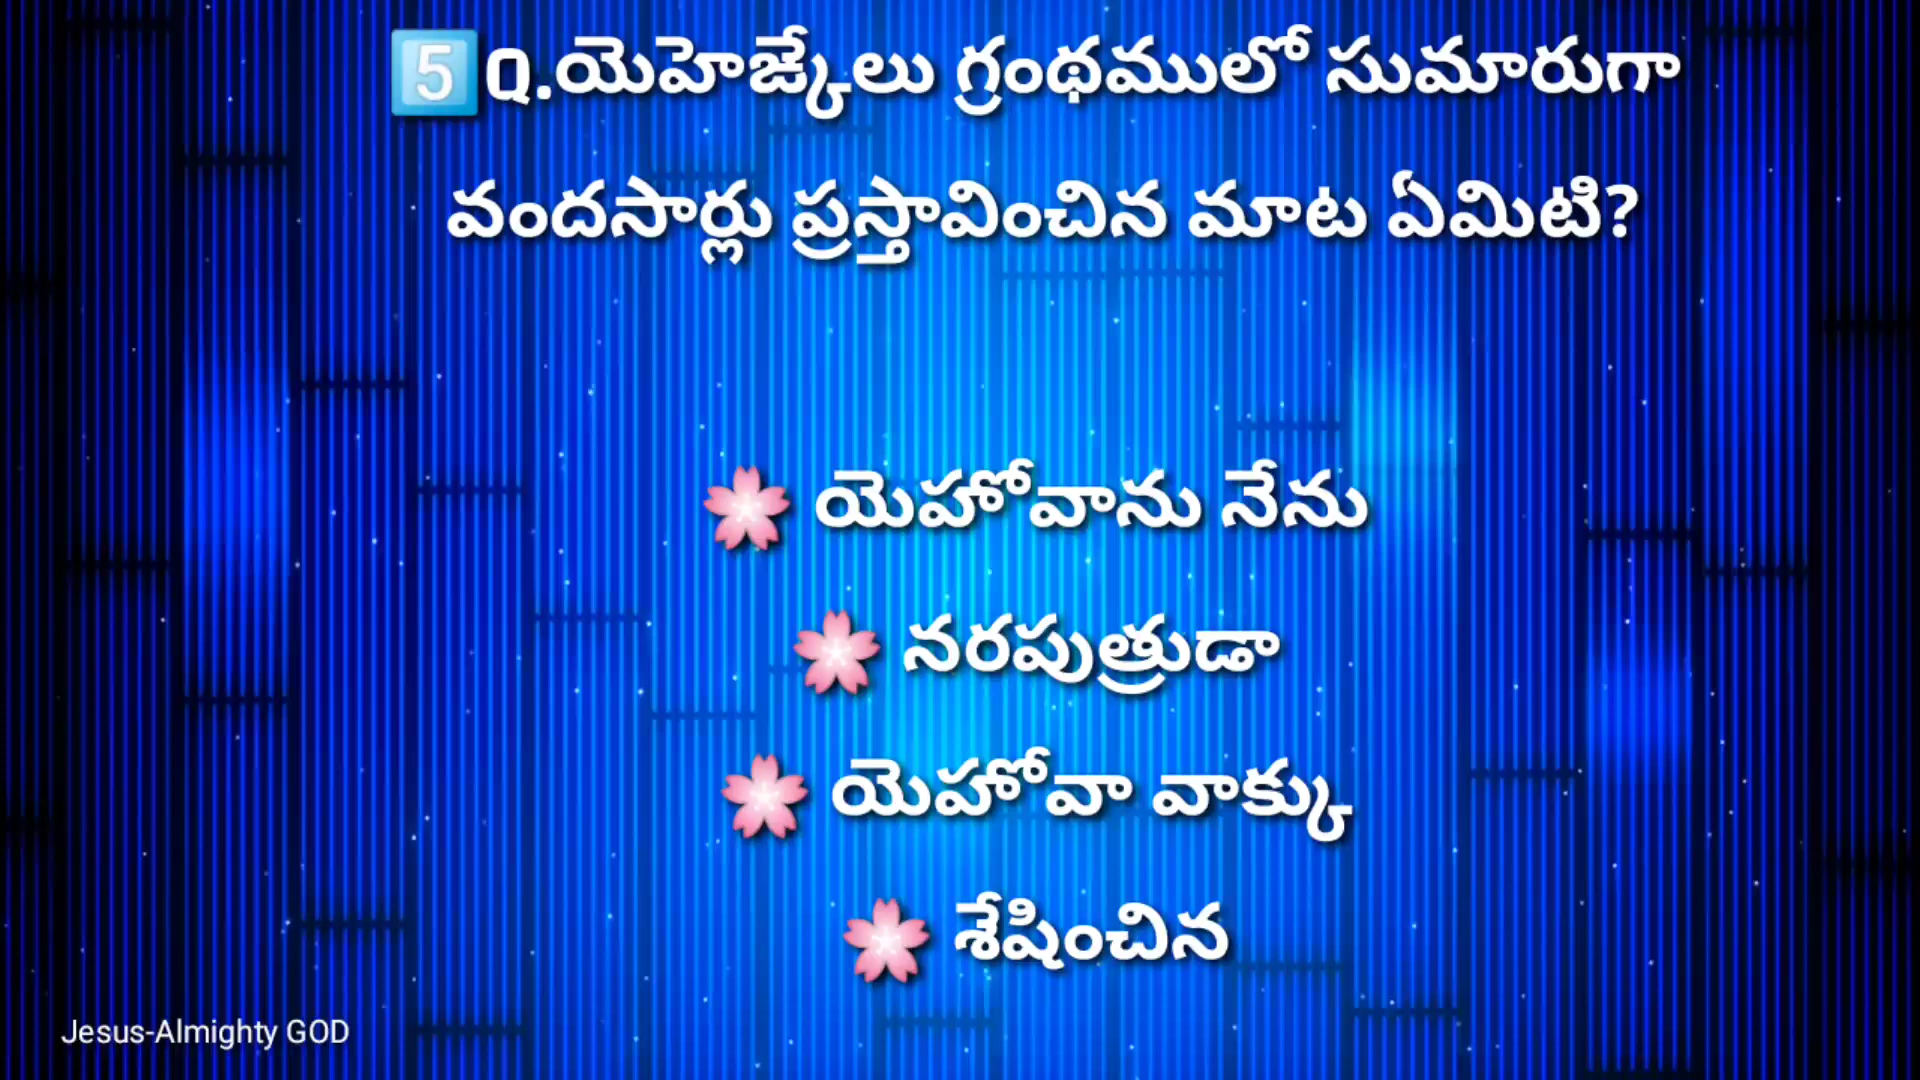 5️⃣Q.యెహెజ్కేలు గ్రంథములో సుమారుగా
వందసార్లు ప్రస్తావించిన మాట ఏమిటి?
🌸 యెహోవాను నేను
🌸 నరపుత్రుడా
🌸 యెహోవా వాక్కు
🌸 శేషించిన
Jesus-Almighty GOD